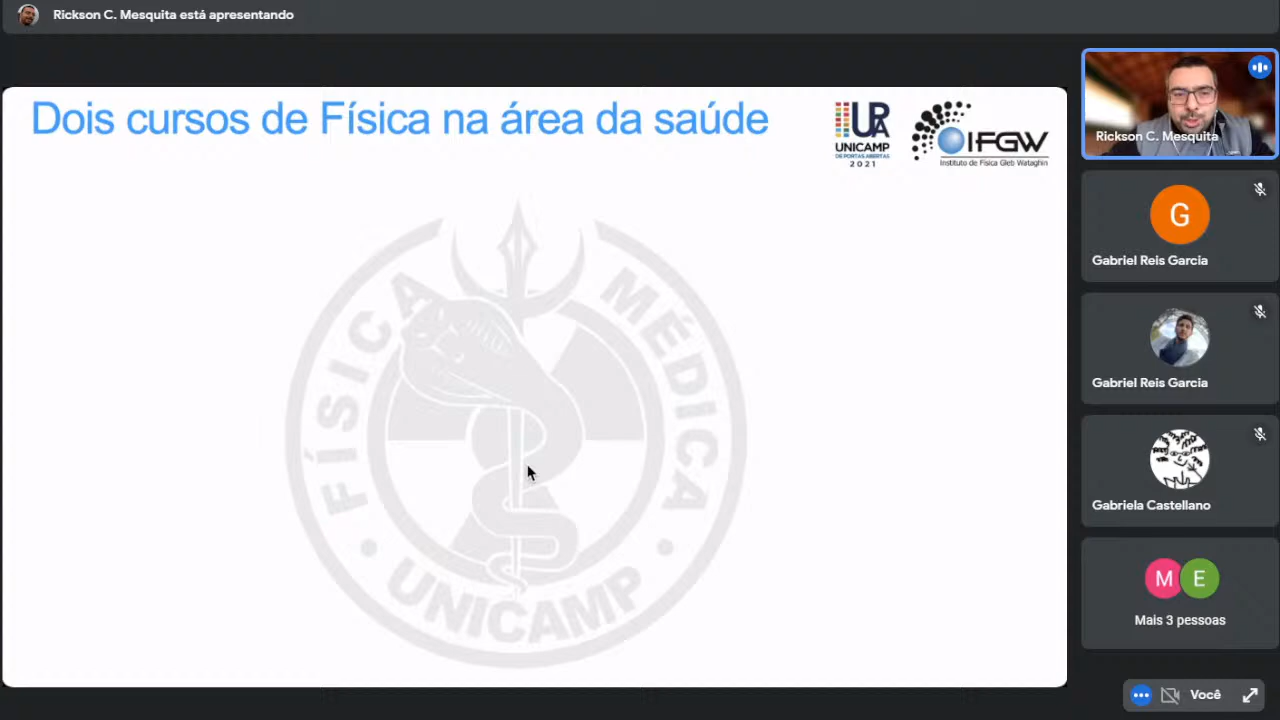 Rickson C. Mesquita está apresentando
Dois cursos de Física na área da saúde
UPA
UNICAMP
DE PORTAS ABERTAS
2021
IFGW
Instituto de Física Gleb Wataghin
FÍSICA MÉDICA
UNICAMP
Rickson C. Mesquita
G
Gabriel Reis Garcia
Gabriel Reis Garcia
Gabriela Castellano
M E
Mais 3 pessoas
Você